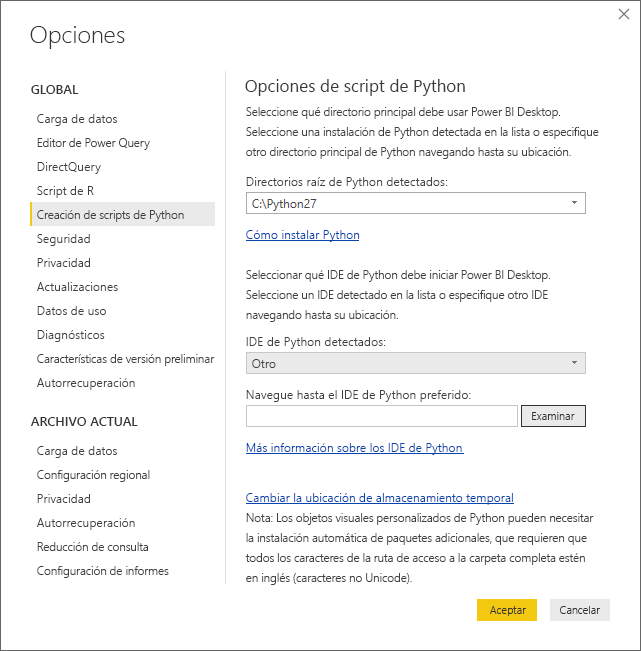 Opciones
GLOBAL
Carga de datos
Editor de Power Query
DirectQuery
Script de R
Creación de scripts de Python
Seguridad
Privacidad
Actualizaciones
Datos de uso
Diagnósticos
Características de versión preliminar
Autorrecuperación
ARCHIVO ACTUAL
Carga de datos
Configuración regional
Privacidad
Autorrecuperación
Reducción de consulta
Configuración de informes
Opciones de script de Python
Seleccione qué directorio principal debe usar Power BI Desktop.
Seleccione una instalación de Python detectada en la lista o especifique
otro directorio principal de Python navegando hasta su ubicación.
Directorios raíz de Python detectados:
C:\Python27
Cómo instalar Python
Seleccionar qué IDE de Python debe iniciar Power BI Desktop.
Seleccione un IDE detectado en la lista o especifique otro IDE
navegando hasta su ubicación.
IDE de Python detectados:
Otro
Navegue hasta el IDE de Python preferido:
Examinar
Más información sobre los IDE de Python
Cambiar la ubicación de almacenamiento temporal
Nota: Los objetos visuales personalizados de Python pueden necesitar
la instalación automática de paquetes adicionales, que requieren que
todos los caracteres de la ruta de acceso a la carpeta completa estén
en inglés (caracteres no Unicode).
Aceptar
Cancelar